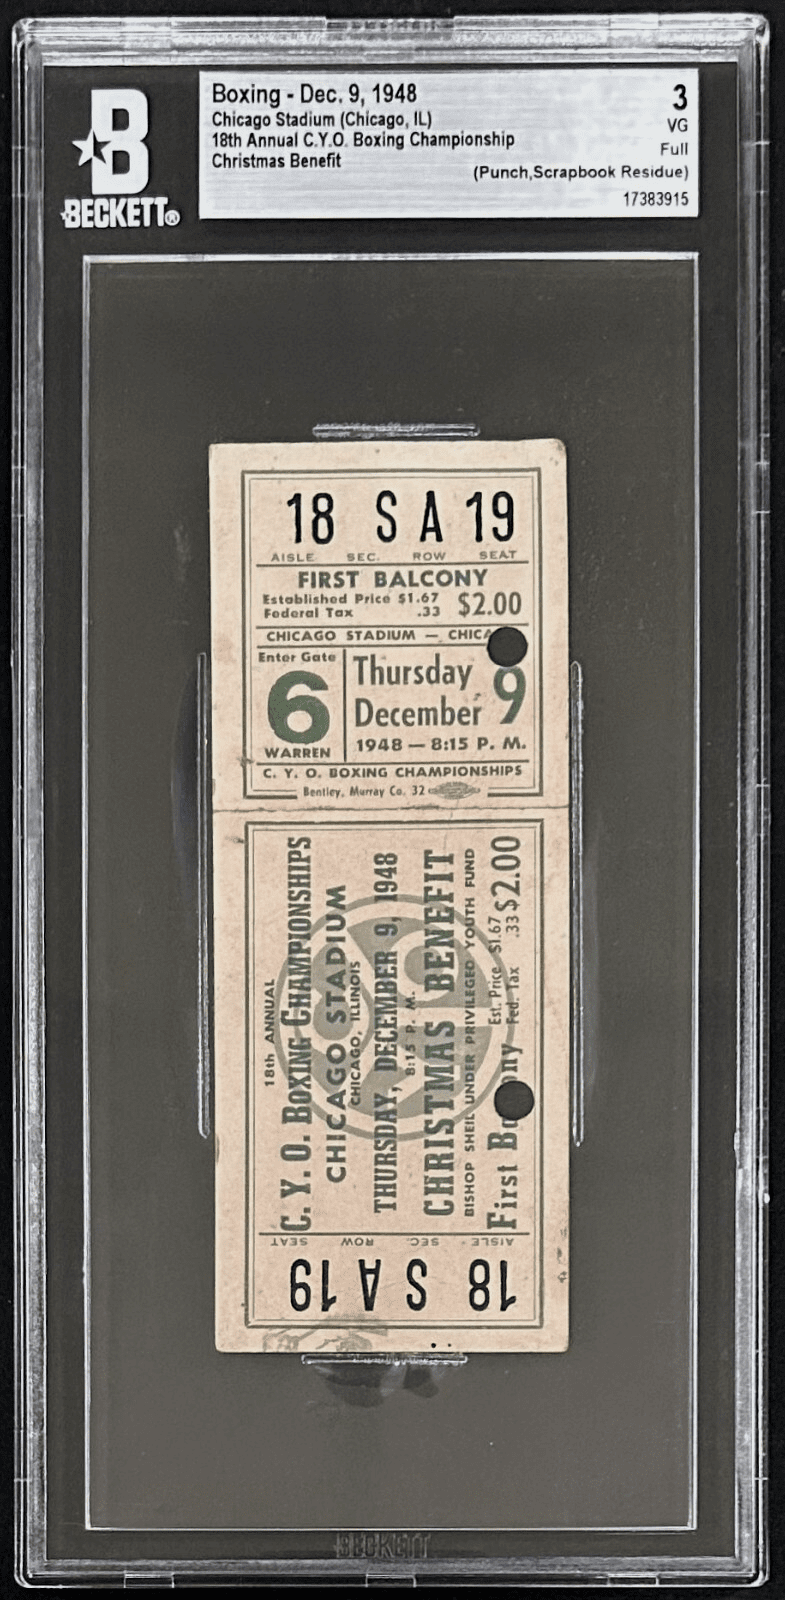 B
BECKETT®
Boxing - Dec. 9, 1948
Chicago Stadium (Chicago, IL)
18th Annual C.Y.O. Boxing Championship
Christmas Benefit
3
VG
Full
(Punch,Scrapbook Residue)
17383915
18 S A 19
AISLE SEC. ROW SEAT
FIRST BALCONY
Established Price $1.67
Federal Tax .33
$2.00
CHICAGO STADIUM —
Enter Gate
6
WARREN
Thursday
December 9
1948 — 8:15 P. M.
C. Y. O. BOXING CHAMPIONSHIPS
Bentley, Murray Co. 32
18th ANNUAL
C. Y. O. BOXING CHAMPIONSHIPS
CHICAGO STADIUM
CHICAGO, ILLINOIS
THURSDAY, DECEMBER 9, 1948
8:15 P. M.
CHRISTMAS BENEFIT
BISHOP SHEIL UNDER PRIVILEGED YOUTH FUND
First
Est. Price $1.67
Fed. Tax .33
$2.00
AISLE SEC. ROW SEAT
18 S A 19
BECKETT